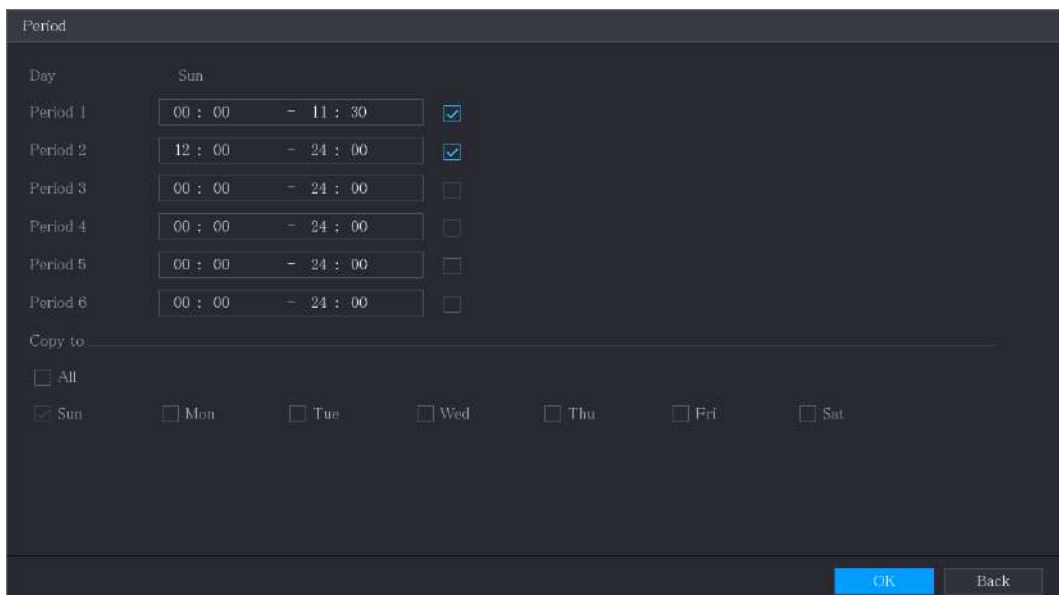 Period
Day Sun
Period 1 00 : 00 - 11 : 30
Period 2 12 : 00 - 24 : 00
Period 3 00 : 00 - 24 : 00
Period 4 00 : 00 - 24 : 00
Period 5 00 : 00 - 24 : 00
Period 6 00 : 00 - 24 : 00
Copy to
All
Sun Mon Tue Wed Thu Fri Sat
OK Back